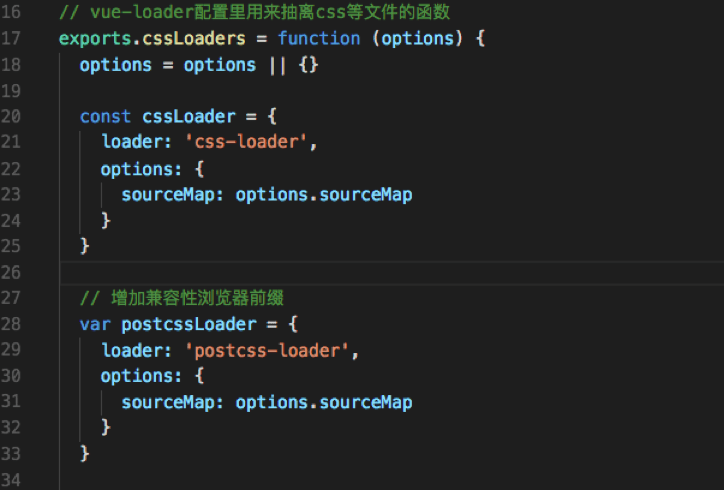 16 // vue-loader配置里用来抽离css等文件的函数
17 exports.cssLoaders = function (options) {
18   options = options || {}
19
20   const cssLoader = {
21     loader: 'css-loader',
22     options: {
23       sourceMap: options.sourceMap
24     }
25   }
26
27   // 增加兼容性浏览器前缀
28   var postcssLoader = {
29     loader: 'postcss-loader',
30     options: {
31       sourceMap: options.sourceMap
32     }
33   }
34